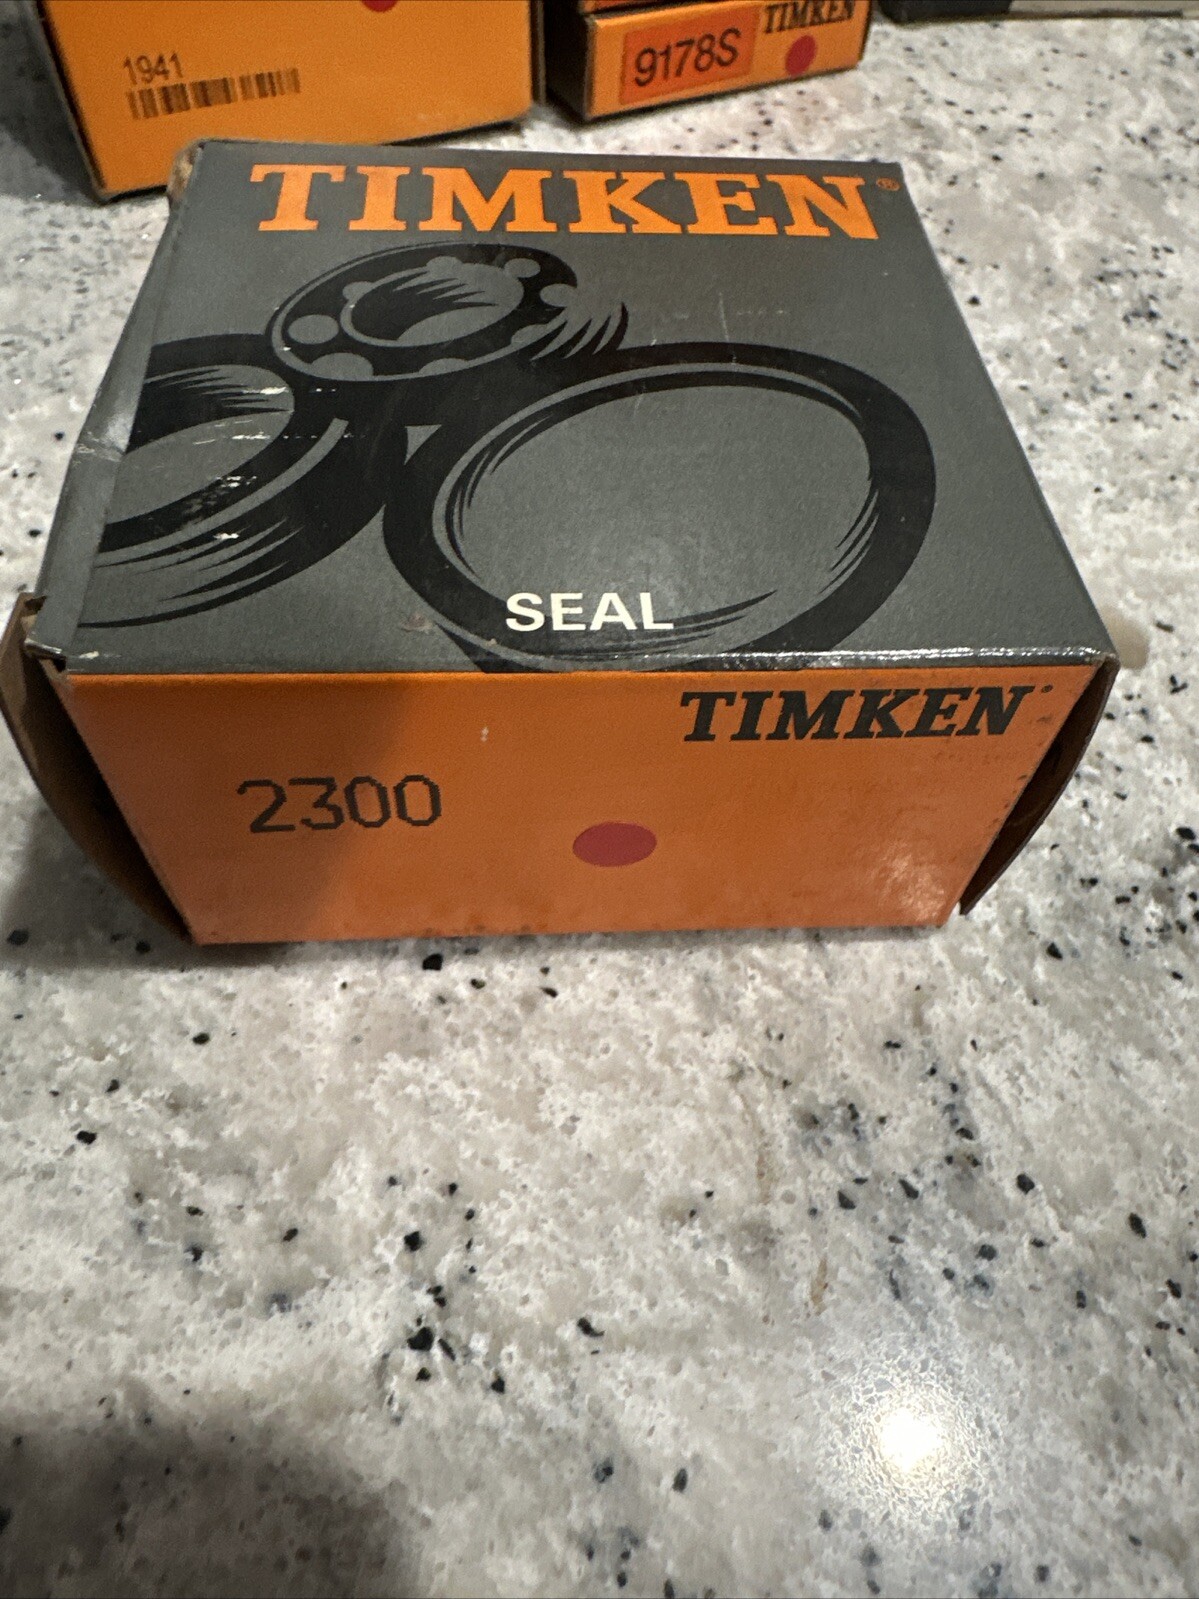 1941
9178S
TIMKEN
TIMKEN®
SEAL
TIMKEN
2300